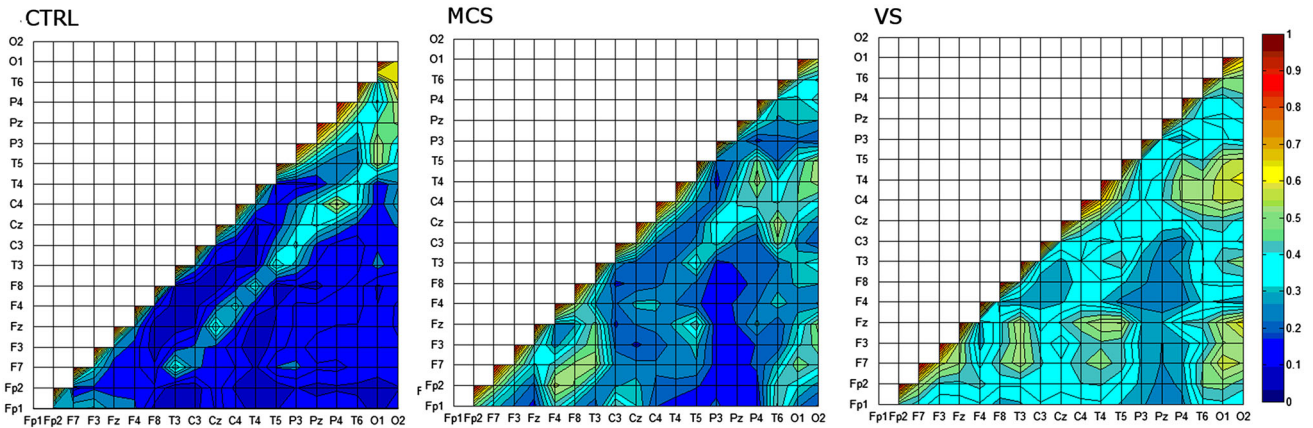 CTRL
MCS
VS
O2
O1
T6
P4
Pz
P3
T5
T4
C4
Cz
C3
T3
F8
F4
Fz
F3
F7
Fp2
Fp1
Fp1 Fp2 F7 F3 Fz F4 F8 T3 C3 Cz C4 T4 T5 P3 Pz P4 T6 O1 O2
O2
O1
T6
P4
Pz
P3
T5
T4
C4
Cz
C3
T3
F8
F4
Fz
F3
F7
Fp2
F
Fp1
Fp1 Fp2 F7 F3 Fz F4 F8 T3 C3 Cz C4 T4 T5 P3 Pz P4 T6 O1 O2
O2
O1
T6
P4
Pz
P3
T5
T4
C4
Cz
C3
T3
F8
F4
Fz
F3
F7
Fp2
Fp1
Fp1 Fp2 F7 F3 Fz F4 F8 T3 C3 Cz C4 T4 T5 P3 Pz P4 T6 O1 O2
1
0.9
0.8
0.7
0.6
0.5
0.4
0.3
0.2
0.1
0